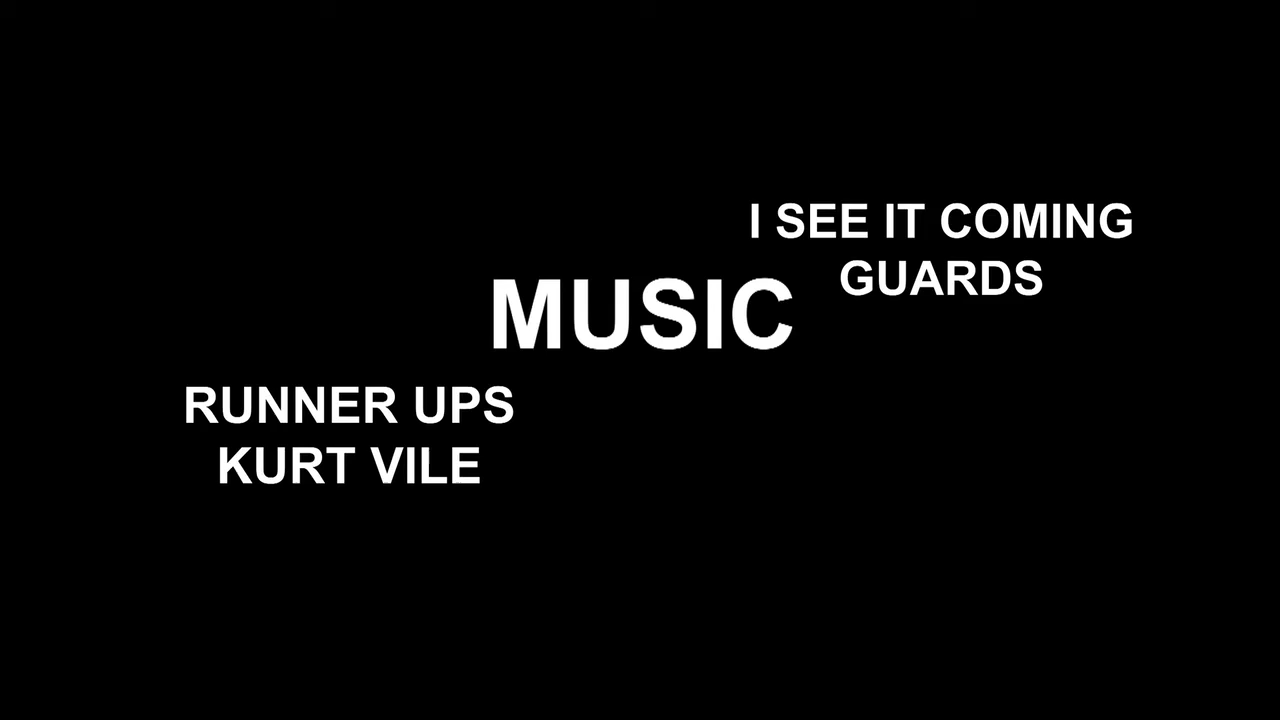 I SEE IT COMING
GUARDS
MUSIC
RUNNER UPS
KURT VILE